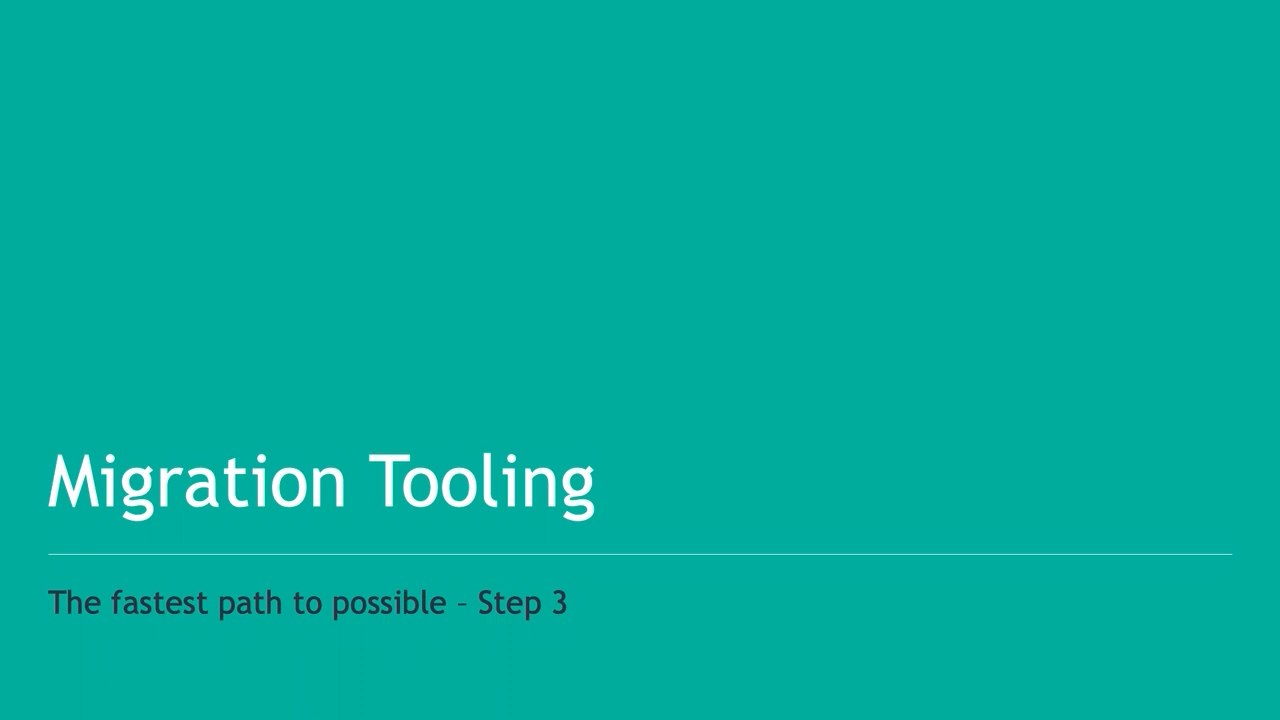 Migration Tooling
The fastest path to possible – Step 3